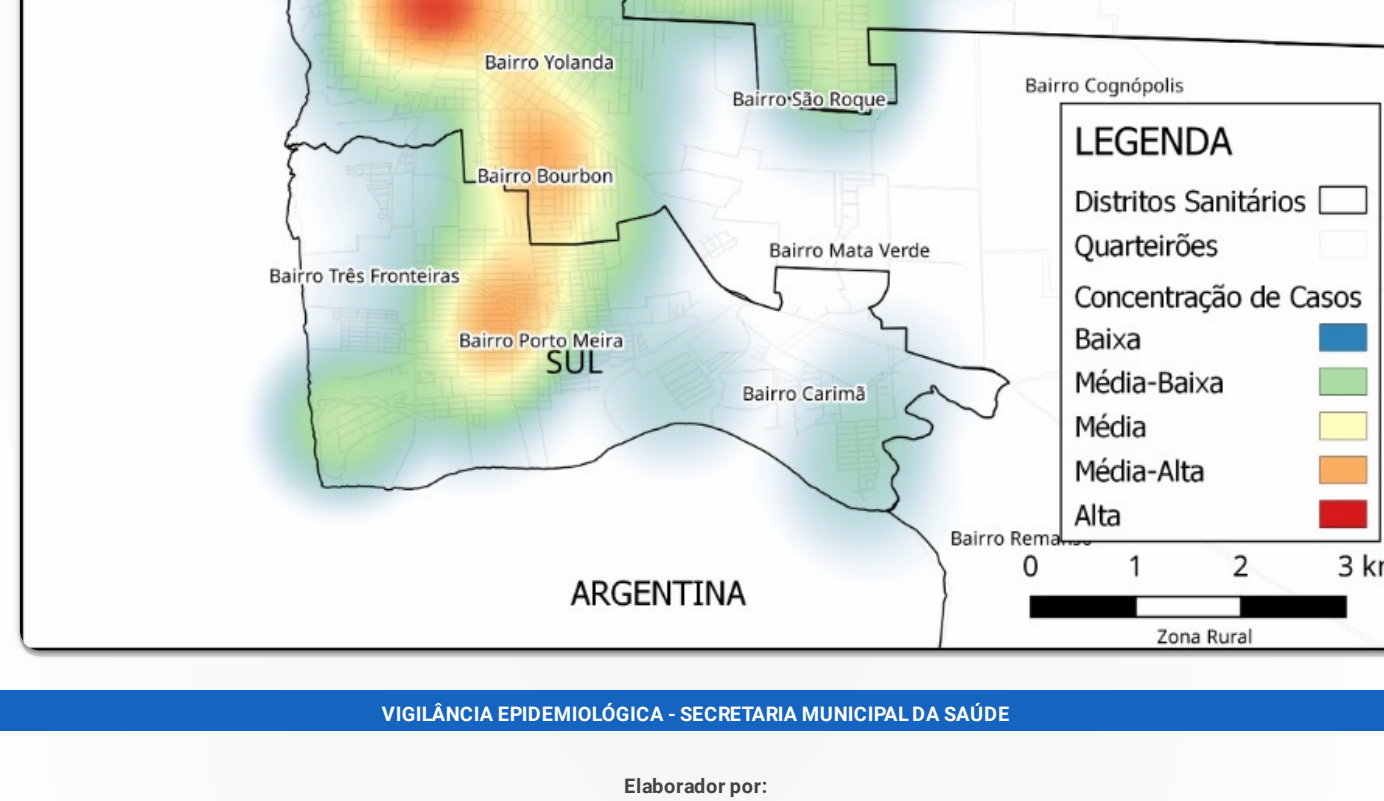 Bairro Yolanda
Bairro Cognópolis
Bairro São Roque
LEGENDA
Bairro Bourbon
Distritos Sanitários
Quarteirões
Bairro Mata Verde
Bairro Três Fronteiras
Concentração de Casos
Baixa
Bairro Porto Meira
SUL
Média-Baixa
Bairro Carimã
Média
Média-Alta
Alta
Bairro
0 1 2 3
ARGENTINA
Zona Rural
VIGILÂNCIA EPIDEMIOLÓGICA - SECRETARIA MUNICIPAL DA SAÚDE
Elaborador por: